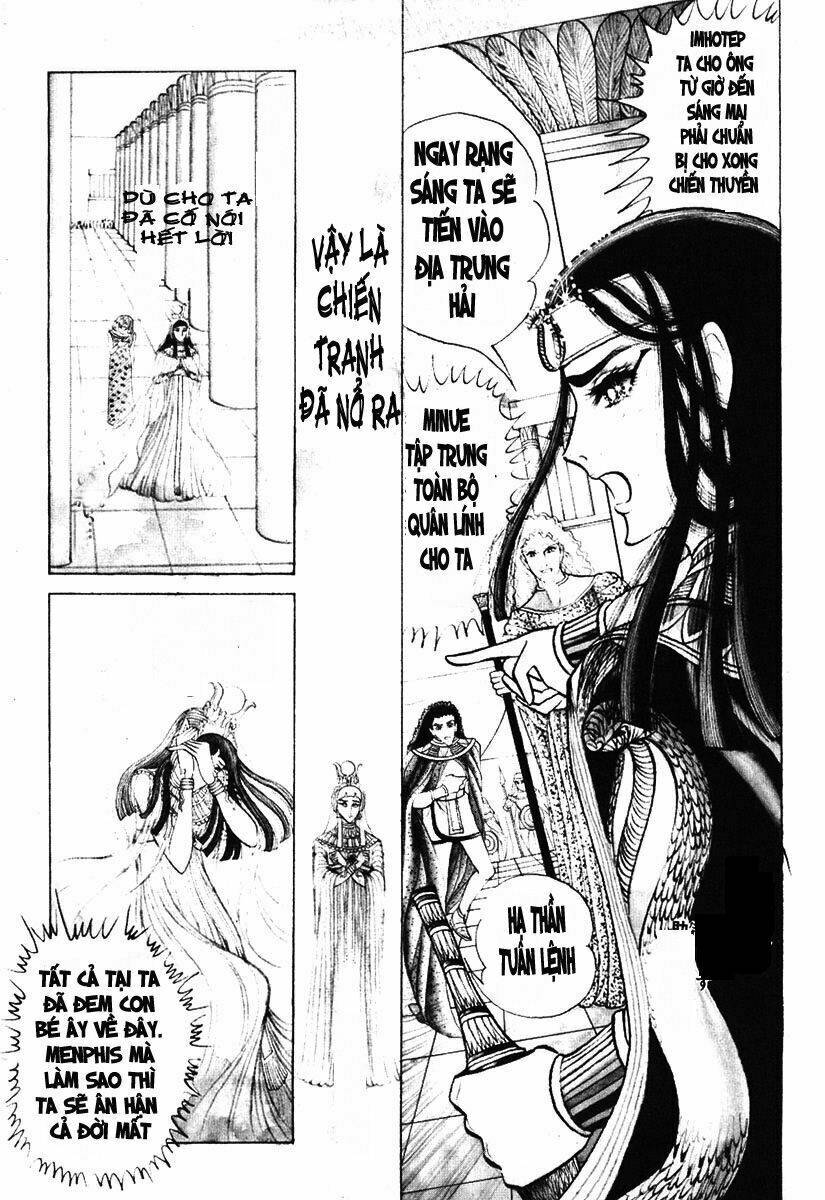 IMHOTEP
TA CHO ÔNG
TỪ GIỜ ĐẾN
SÁNG MAI
PHẢI CHUẨN
BỊ CHO XONG
CHIẾN THUYỀN
NGAY RẠNG
SÁNG TA SẼ
TIẾN VÀO
ĐỊA TRUNG
HẢI
MINUE
TẬP TRUNG
TOÀN BỘ
QUÂN LÍNH
CHO TA
HA THẦN
TUẦN LỆNH
VẬY LÀ
CHIẾN
TRANH
ĐÃ NỔ RA
DÙ CHO TA
ĐÃ CỐ NÓI
HẾT LỜI
TẤT CẢ TẠI TA
ĐÃ ĐEM CON
BÉ ẤY VỀ ĐÂY.
MENPHIS MÀ
LÀM SAO THÌ
TA SẼ ÂN HẬN
CẢ ĐỜI MẤT